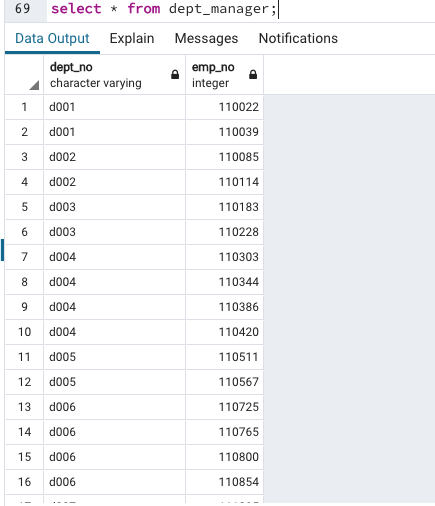 69 select * from dept_manager;
Data Output Explain Messages Notifications
dept_no emp_no
character varying integer
1 d001 110022
2 d001 110039
3 d002 110085
4 d002 110114
5 d003 110183
6 d003 110228
7 d004 110303
8 d004 110344
9 d004 110386
10 d004 110420
11 d005 110511
12 d005 110567
13 d006 110725
14 d006 110765
15 d006 110800
16 d006 110854